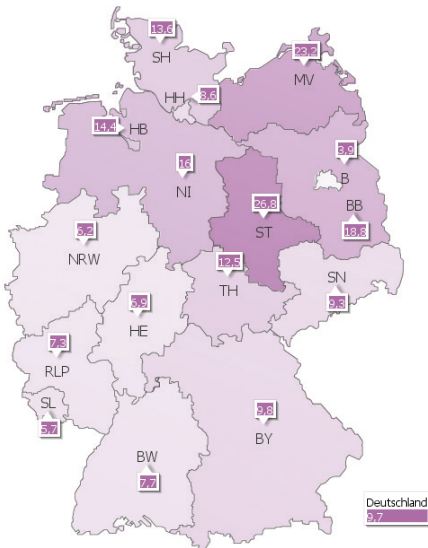 13,6
SH
23,2
MV
HH
8,6
14,4
HB
3,9
B
16
NI
BB
18,8
26,8
ST
6,2
NRW
12,5
TH
SN
9,3
6,9
HE
7,3
RLP
SL
5,7
9,8
BY
BW
7,7
Deutschland
9,7